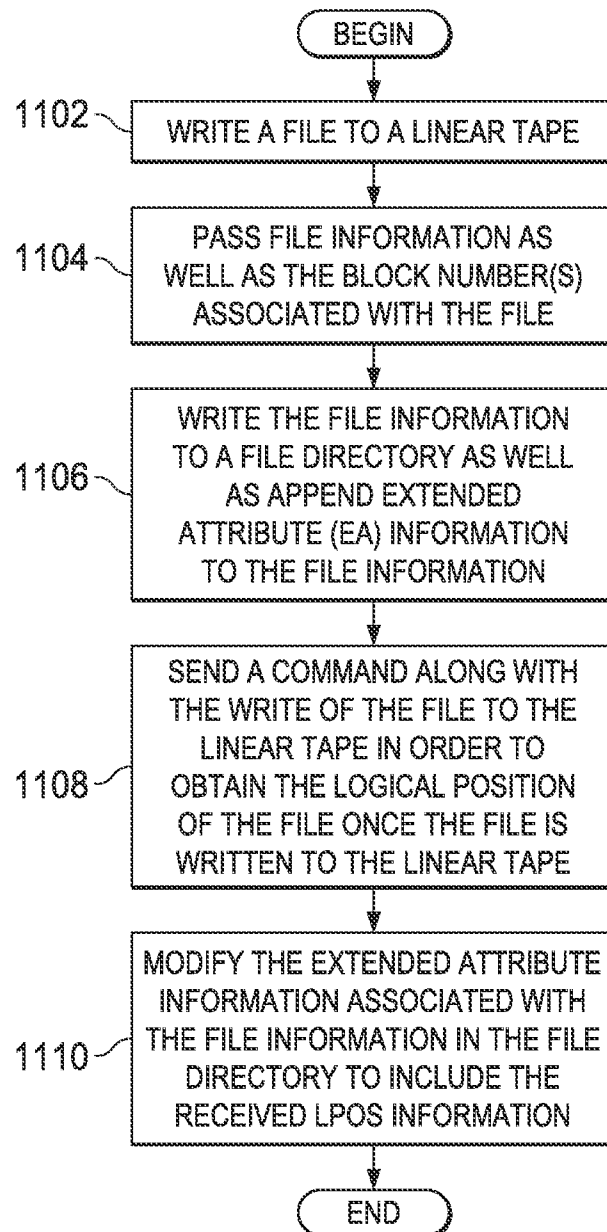 BEGIN
1102
WRITE A FILE TO A LINEAR TAPE
1104
PASS FILE INFORMATION AS
WELL AS THE BLOCK NUMBER(S)
ASSOCIATED WITH THE FILE
1106
WRITE THE FILE INFORMATION
TO A FILE DIRECTORY AS WELL
AS APPEND EXTENDED
ATTRIBUTE (EA) INFORMATION
TO THE FILE INFORMATION
1108
SEND A COMMAND ALONG WITH
THE WRITE OF THE FILE TO THE
LINEAR TAPE IN ORDER TO
OBTAIN THE LOGICAL POSITION
OF THE FILE ONCE THE FILE IS
WRITTEN TO THE LINEAR TAPE
1110
MODIFY THE EXTENDED ATTRIBUTE
INFORMATION ASSOCIATED WITH
THE FILE INFORMATION IN THE FILE
DIRECTORY TO INCLUDE THE
RECEIVED LPOS INFORMATION
END